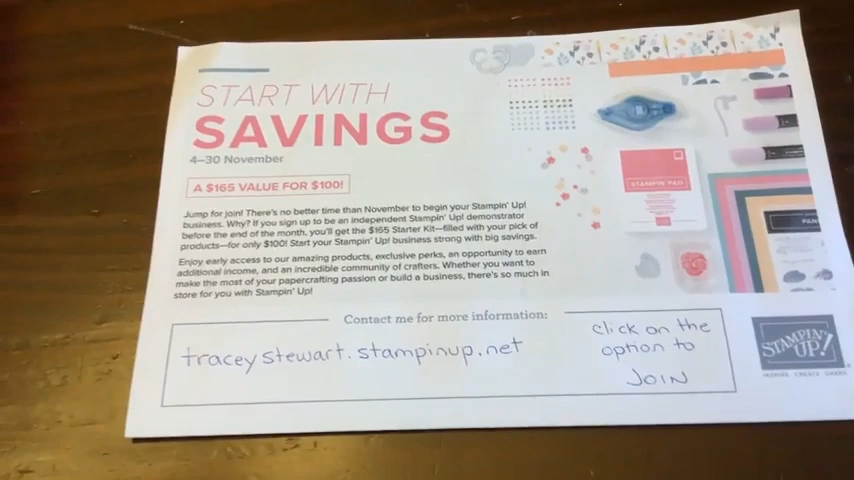 START WITH
SAVINGS
4–30 November
A $165 VALUE FOR $100!
Jump for join! There's no better time than November to begin your Stampin' Up!
business. Why? If you sign up to be an independent Stampin' Up! demonstrator
before the end of the month, you'll get the $165 Starter Kit—filled with your pick of
products—for only $100! Start your Stampin' Up! business strong with big savings.
Enjoy early access to our amazing products, exclusive perks, an opportunity to earn
additional income, and an incredible community of crafters. Whether you want to
make the most of your papercrafting passion or build a business, there's so much in
store for you with Stampin' Up!
STAMPIN' PAD
Contact me for more information:
traceystewart.stampinup.net
click on the
option to
JOIN
STAMPIN'
UP!